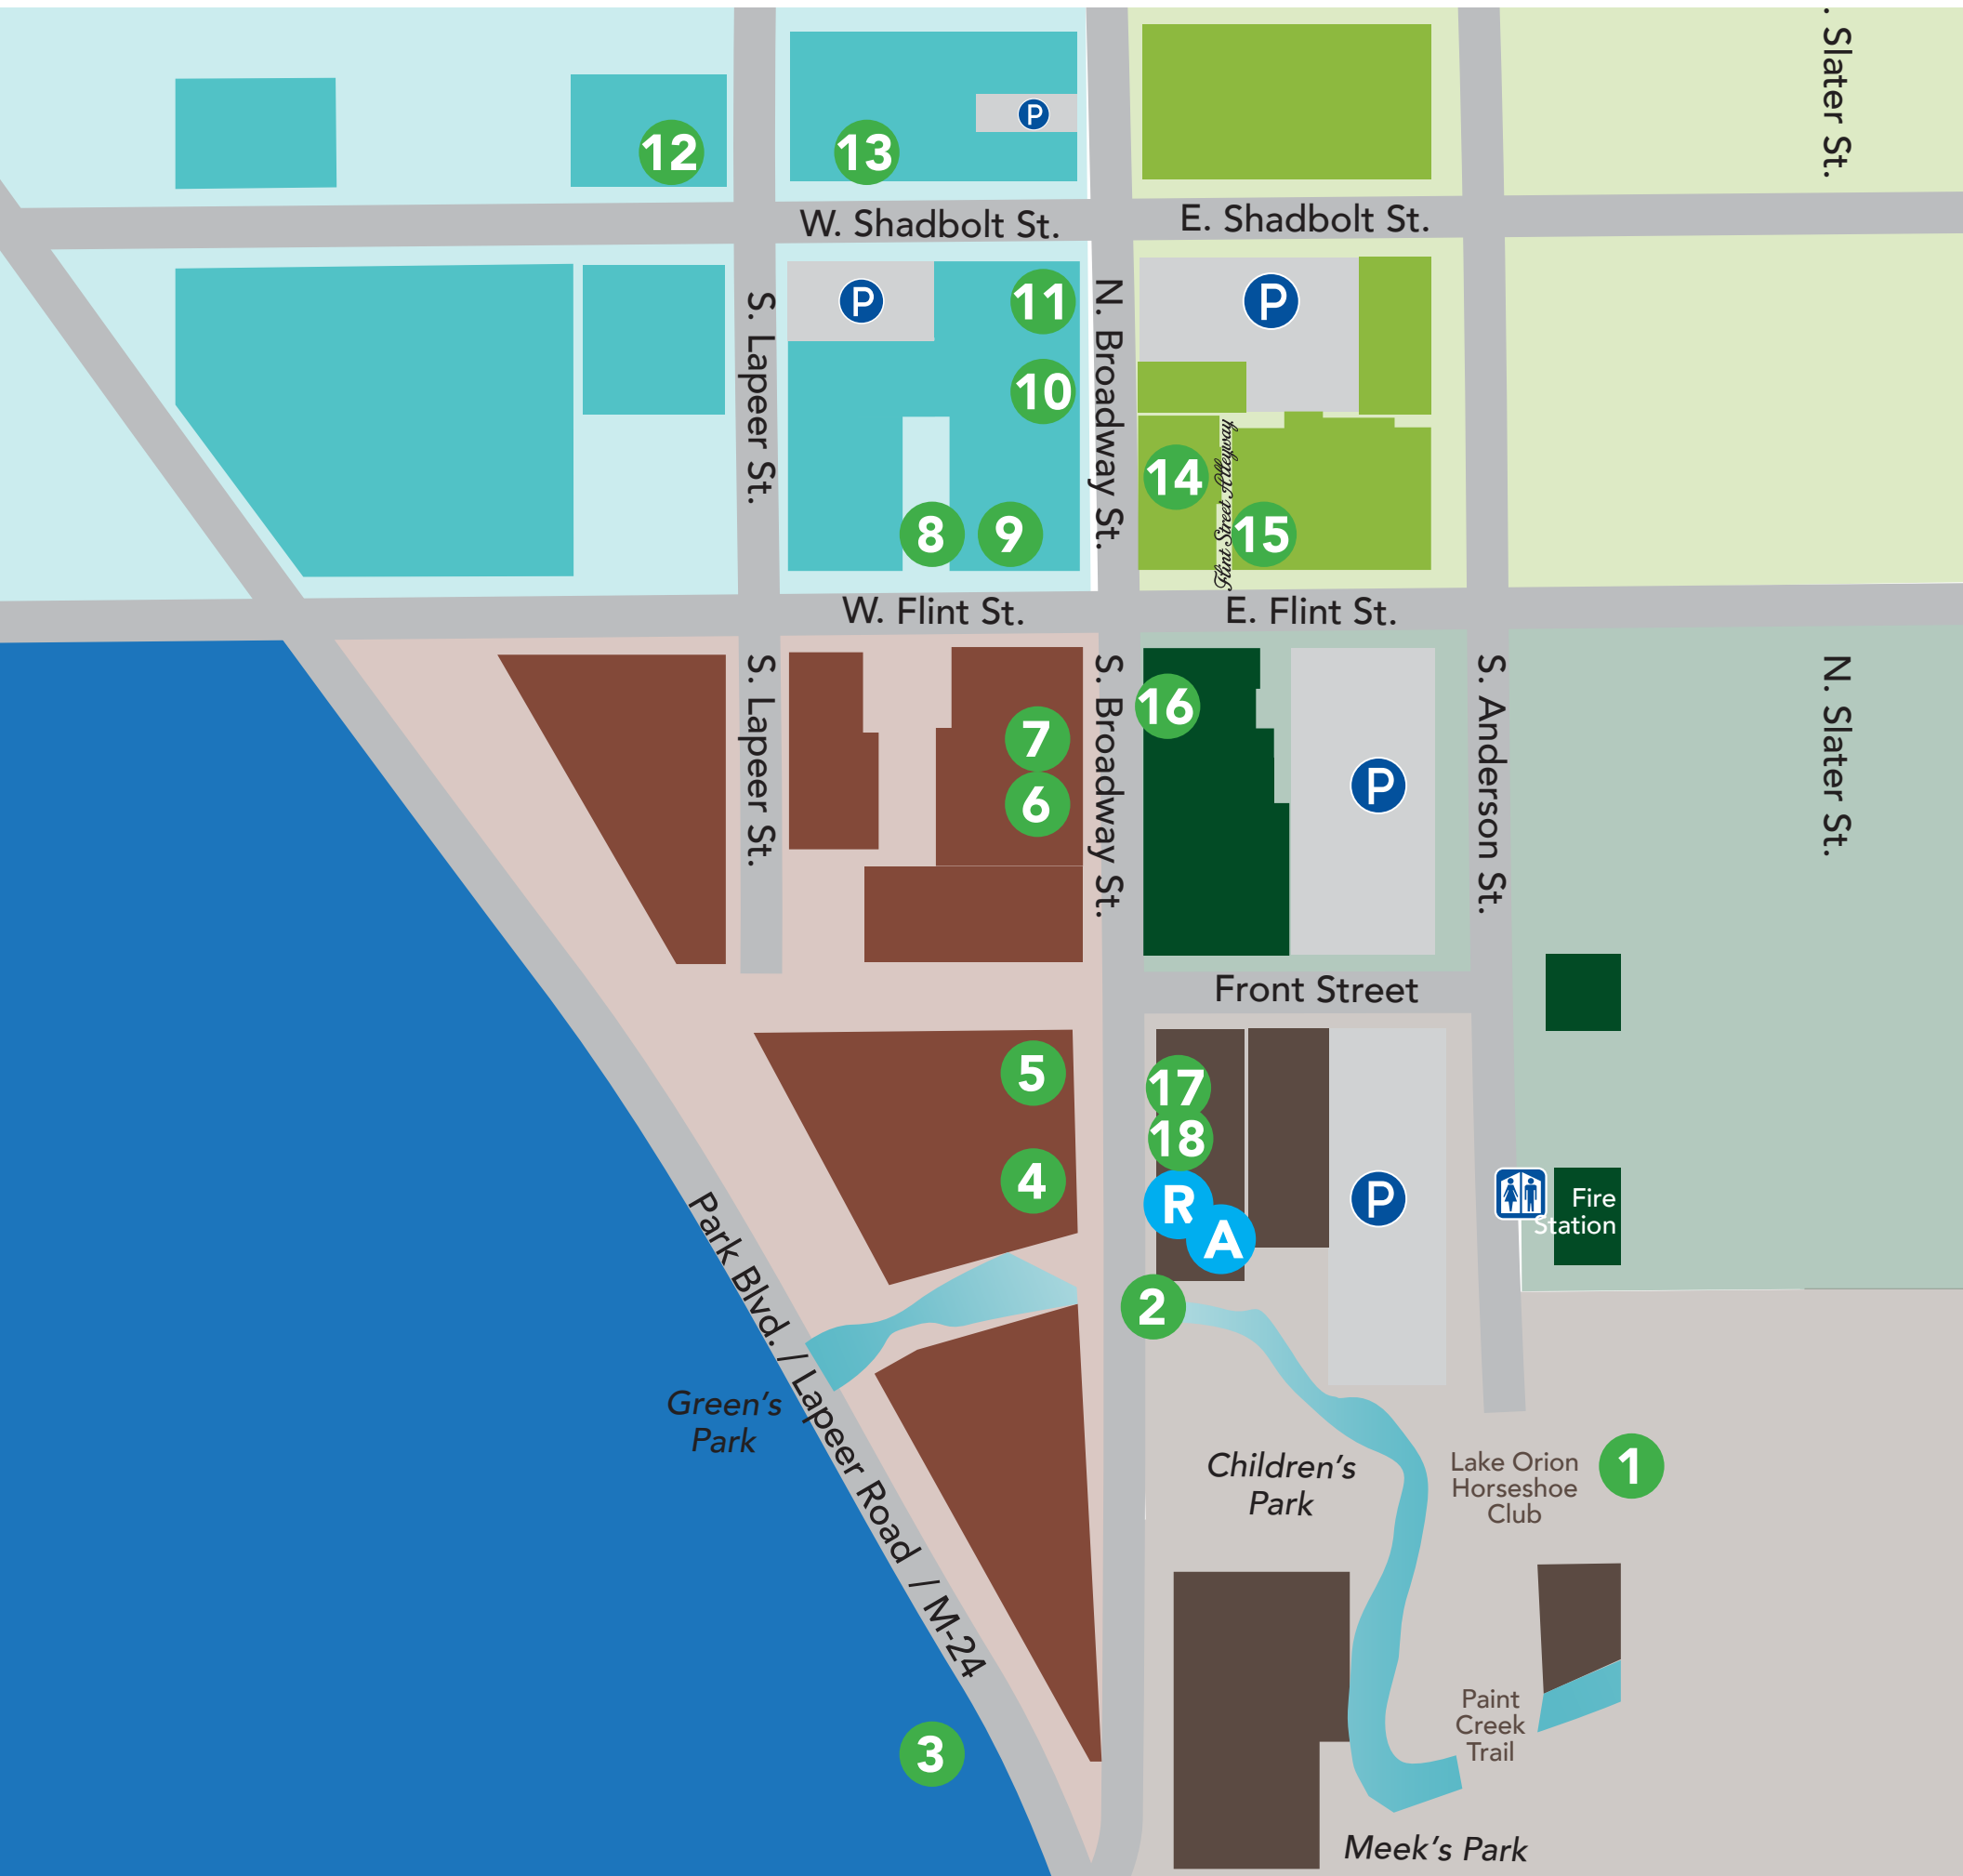 . Slater St.
P
12
13
W. Shadbolt St.
E. Shadbolt St.
S. Lapeer St.
P
11
N. Broadway St.
P
10
14
Flint Street Alleyway
8
9
15
W. Flint St.
E. Flint St.
S. Lapeer St.
7
6
S. Broadway St.
16
P
S. Anderson St.
N. Slater St.
Front Street
5
4
17
18
R
A
P
Fire
Station
2
Park Blvd. / Lapeer Road / M-24
Green's
Park
Children's
Park
Lake Orion
Horseshoe
Club
1
3
Paint
Creek
Trail
Meek's Park